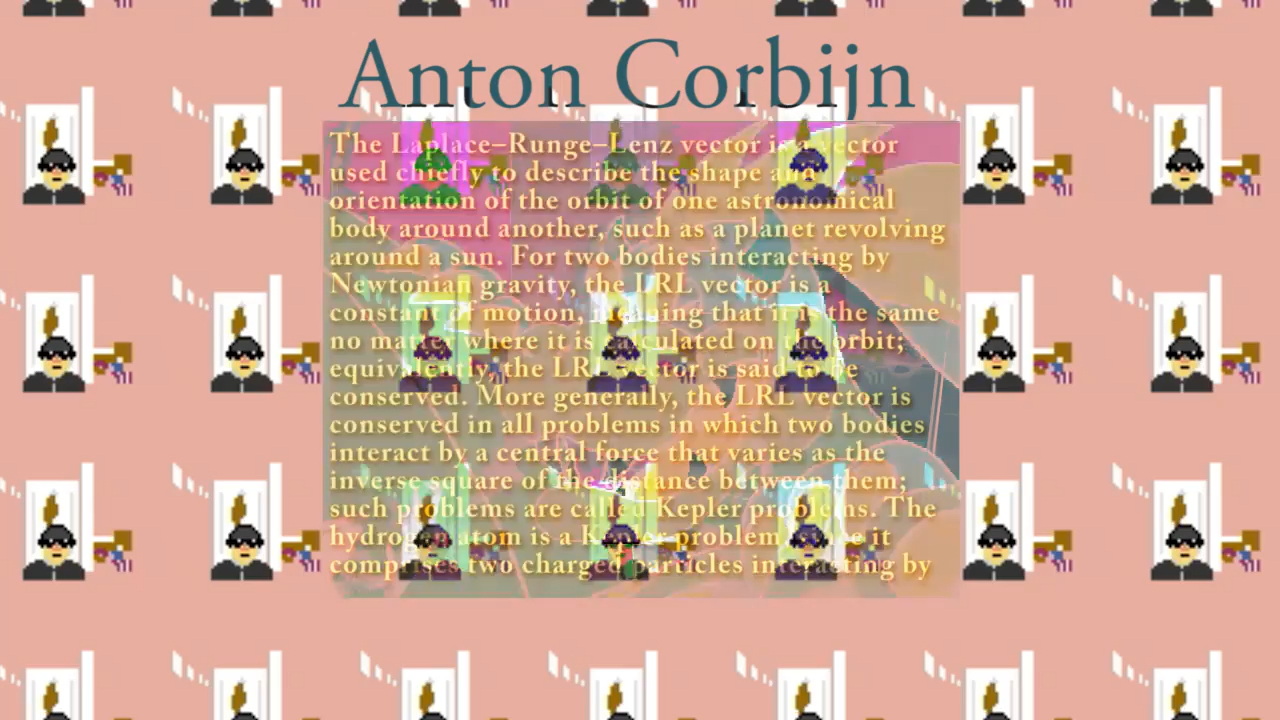 Anton Corbijn
The Laplace–Runge–Lenz vector is a vector
used chiefly to describe the shape and
orientation of the orbit of one astronomical
body around another, such as a planet revolving
around a sun. For two bodies interacting by
Newtonian gravity, the LRL vector is a
constant of motion, meaning that it is the same
no matter where it is calculated on the orbit;
equivalently, the LRL vector is said to be
conserved. More generally, the LRL vector is
conserved in all problems in which two bodies
interact by a central force that varies as the
inverse square of the distance between them;
such problems are called Kepler problems. The
hydrogen atom is a Kepler problem, since it
comprises two charged particles interacting by